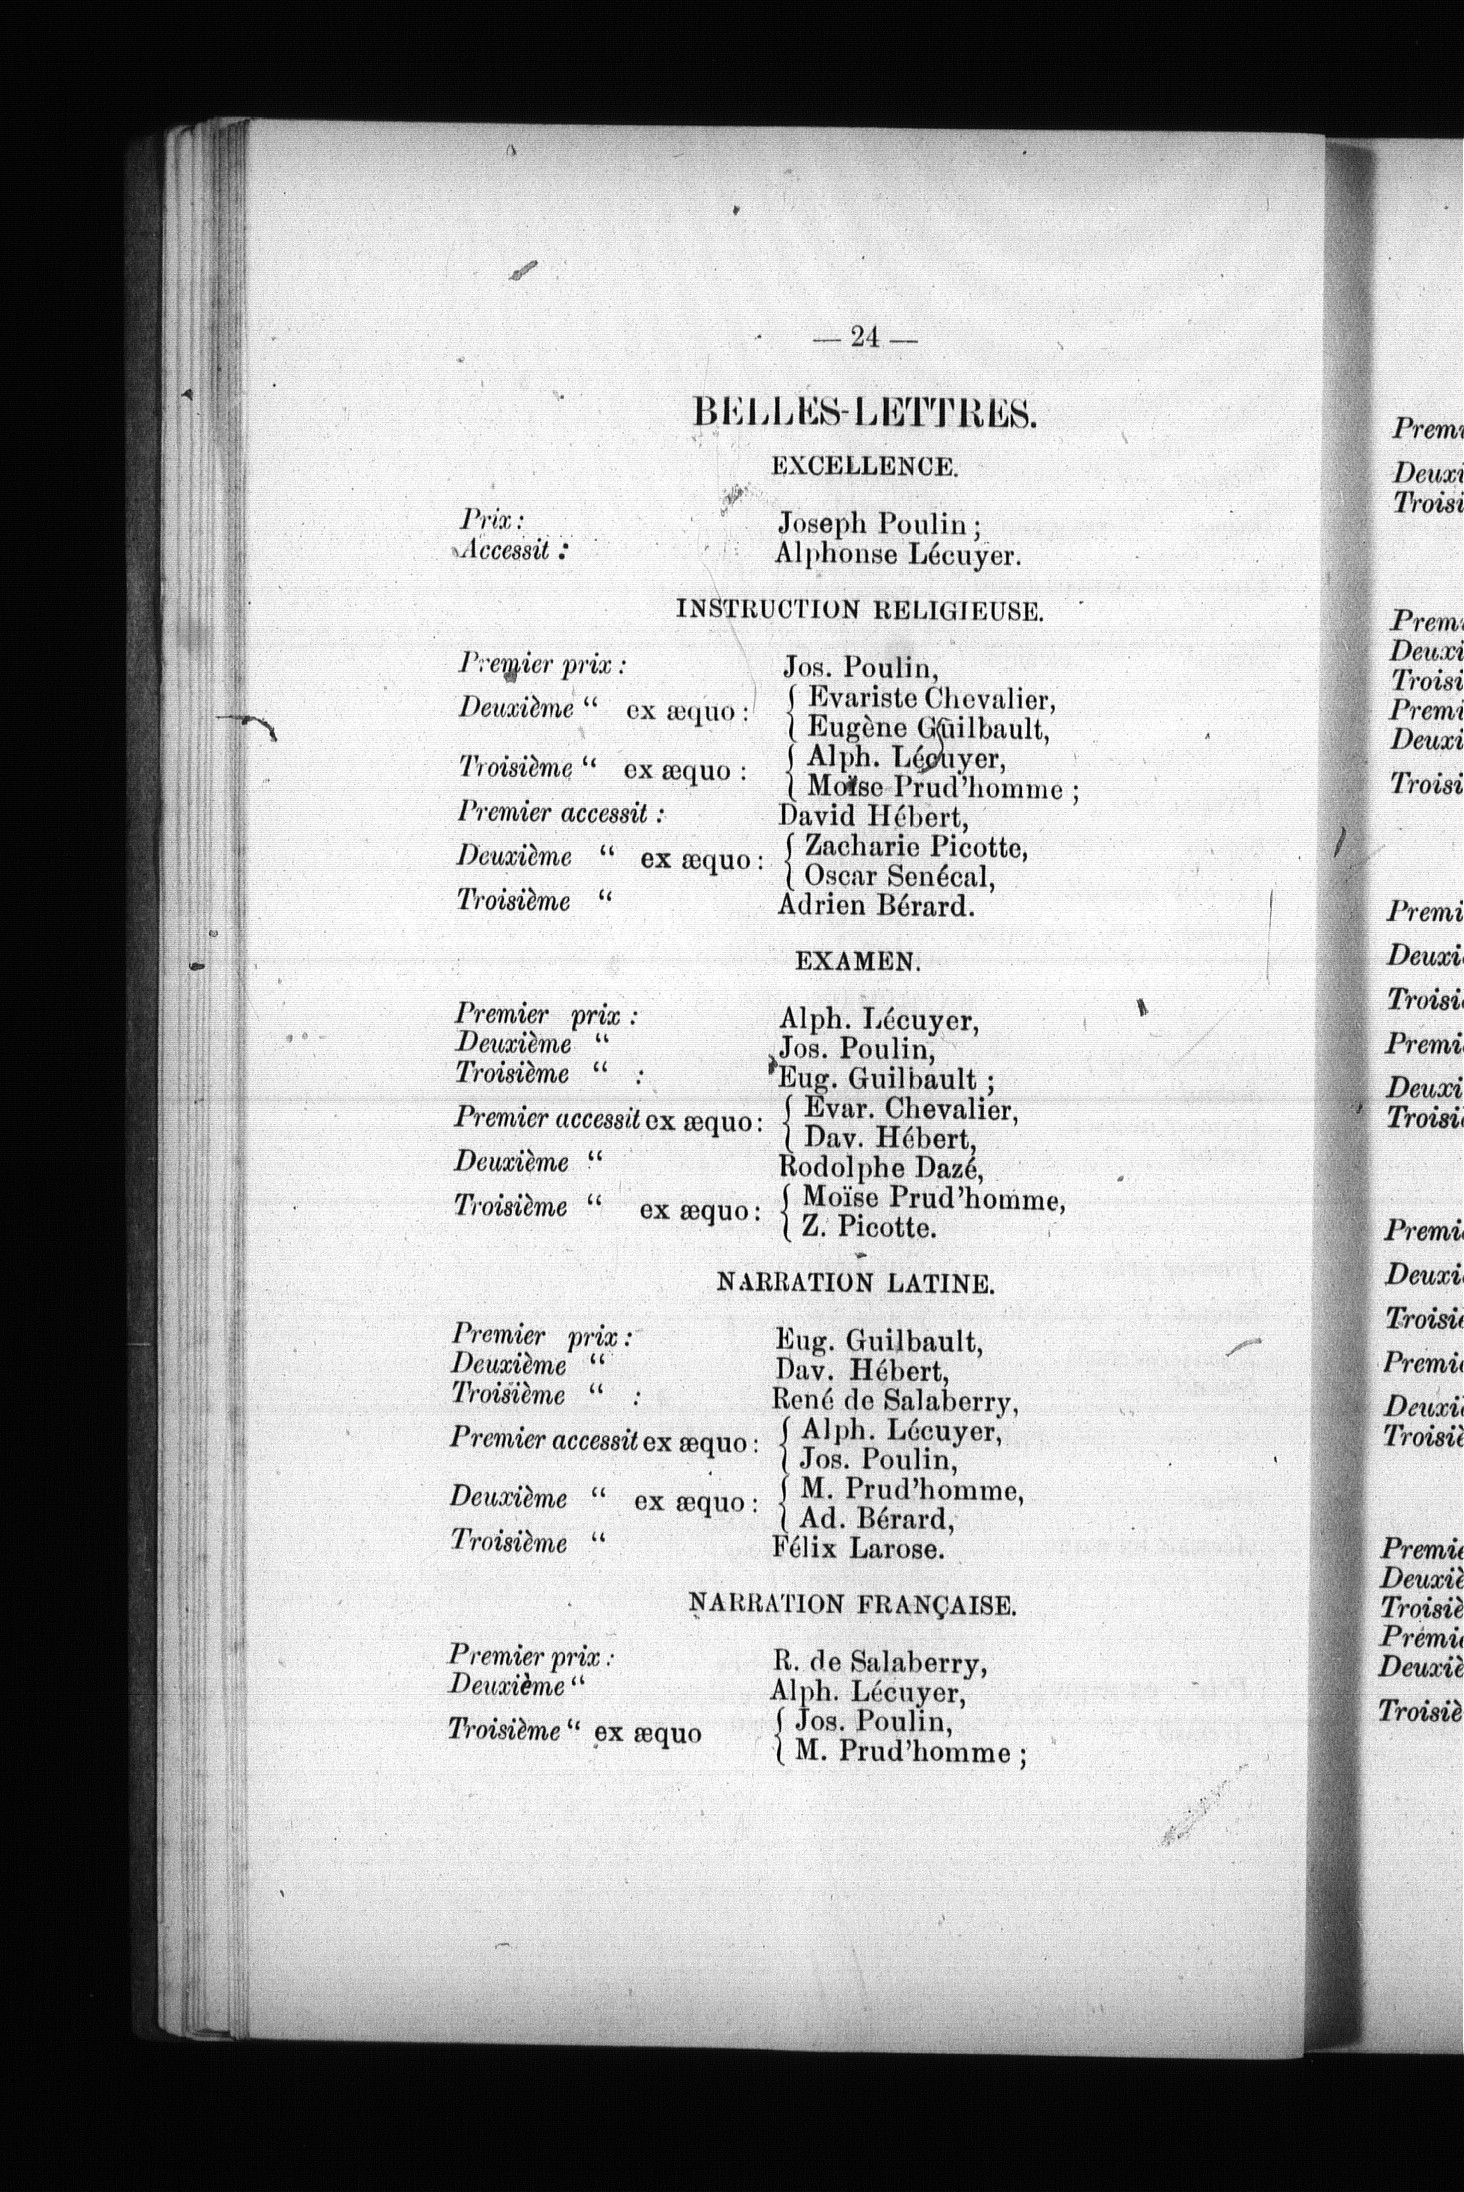 — 24 —
BELLES-LETTRES.
EXCELLENCE.
Prix : Joseph Poulin ;
Accessit : Alphonse Lécuyer.
INSTRUCTION RELIGIEUSE.
Premier prix : Jos. Poulin,
Deuxième “ ex æquo : { Evariste Chevalier,
{ Eugène Guilbault,
Troisième “ ex æquo : { Alph. Lécuyer,
{ Moïse Prud'homme ;
Premier accessit : David Hébert,
Deuxième “ ex æquo : { Zacharie Picotte,
{ Oscar Senécal,
Troisième “ Adrien Bérard.
EXAMEN.
Premier prix : Alph. Lécuyer,
Deuxième “ Jos. Poulin,
Troisième “ : Eug. Guilbault ;
Premier accessit ex æquo : { Evar. Chevalier,
{ Dav. Hébert,
Deuxième “ Rodolphe Dazé,
Troisième “ ex æquo : { Moïse Prud'homme,
{ Z. Picotte.
NARRATION LATINE.
Premier prix : Eug. Guilbault,
Deuxième “ Dav. Hébert,
Troisième “ : René de Salaberry,
Premier accessit ex æquo : { Alph. Lécuyer,
{ Jos. Poulin,
Deuxième “ ex æquo : { M. Prud'homme,
{ Ad. Bérard,
Troisième “ Félix Larose.
NARRATION FRANÇAISE.
Premier prix : R. de Salaberry,
Deuxième “ Alph. Lécuyer,
Troisième “ ex æquo { Jos. Poulin,
{ M. Prud'homme ;